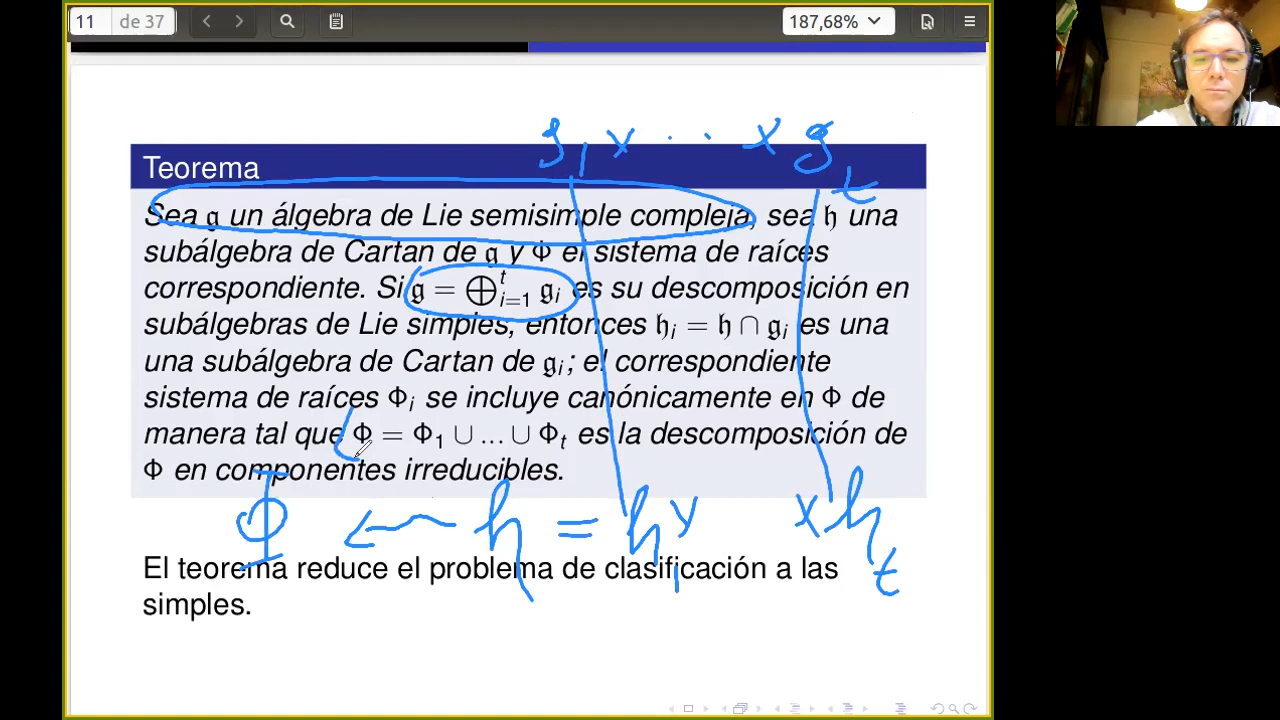 11 de 37 187,68%
g₁ x . . x g_t
Teorema
Sea 𝔤 un álgebra de Lie semisimple compleja, sea 𝔥 una
subálgebra de Cartan de 𝔤 y Φ el sistema de raíces
correspondiente. Si 𝔤 = ⊕ᵗᵢ₌₁ 𝔤ᵢ es su descomposición en
subálgebras de Lie simples, entonces 𝔥ᵢ = 𝔥 ∩ 𝔤ᵢ es una
una subálgebra de Cartan de 𝔤ᵢ; el correspondiente
sistema de raíces Φᵢ se incluye canónicamente en Φ de
manera tal que Φ = Φ₁ ∪ ... ∪ Φₜ es la descomposición de
Φ en componentes irreducibles.
Φ ← h = h₁ x x h_t
El teorema reduce el problema de clasificación a las
simples.